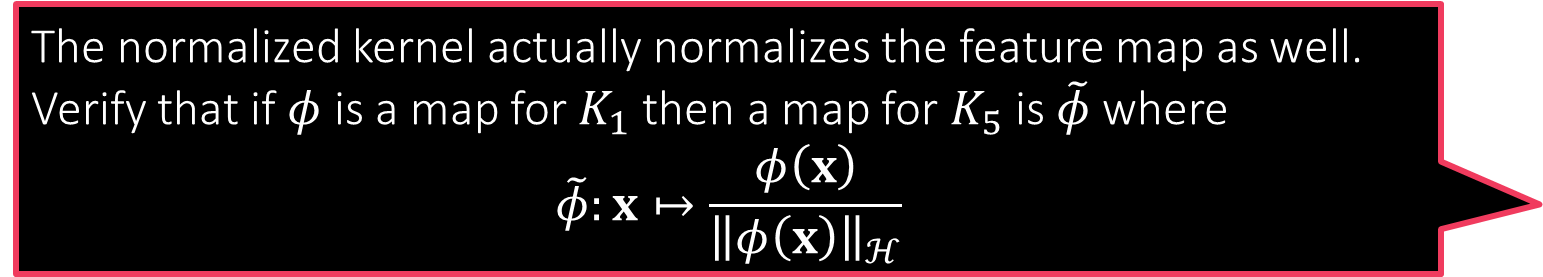 The normalized kernel actually normalizes the feature map as well.
Verify that if 𝜙 is a map for 𝐾₁ then a map for 𝐾₅ is 𝜙̃ where
𝜙̃: 𝐱 ↦ 𝜙(𝐱) / ‖𝜙(𝐱)‖_ℋ